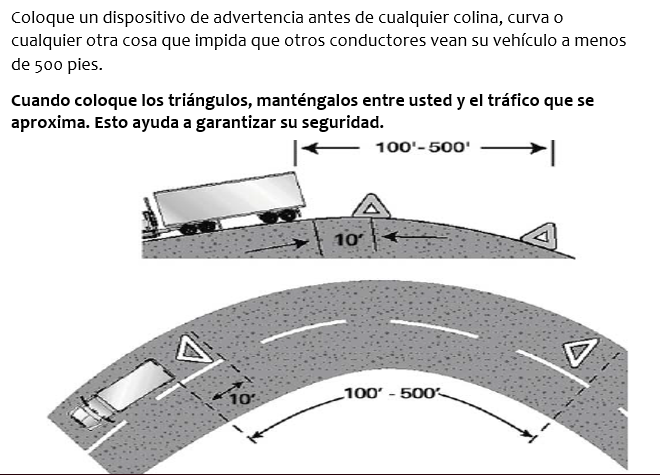 Coloque un dispositivo de advertencia antes de cualquier colina, curva o
cualquier otra cosa que impida que otros conductores vean su vehículo a menos
de 500 pies.
Cuando coloque los triángulos, manténgalos entre usted y el tráfico que se
aproxima. Esto ayuda a garantizar su seguridad.
100'-500'
10'
10'
100' - 500'